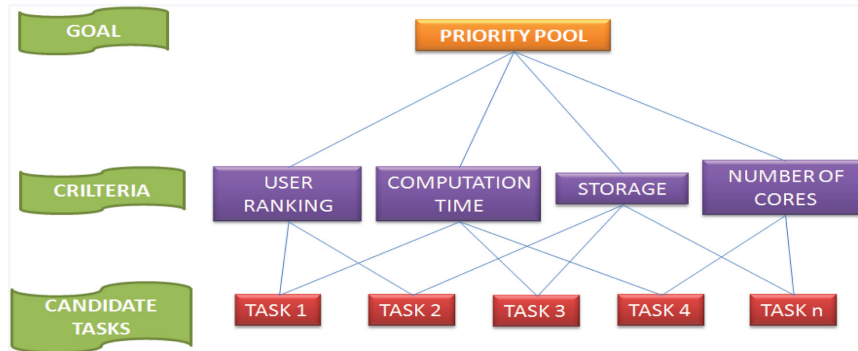 GOAL
PRIORITY POOL
CRILTERIA
USER
RANKING
COMPUTATION
TIME
STORAGE
NUMBER OF
CORES
CANDIDATE
TASKS
TASK 1
TASK 2
TASK 3
TASK 4
TASK n